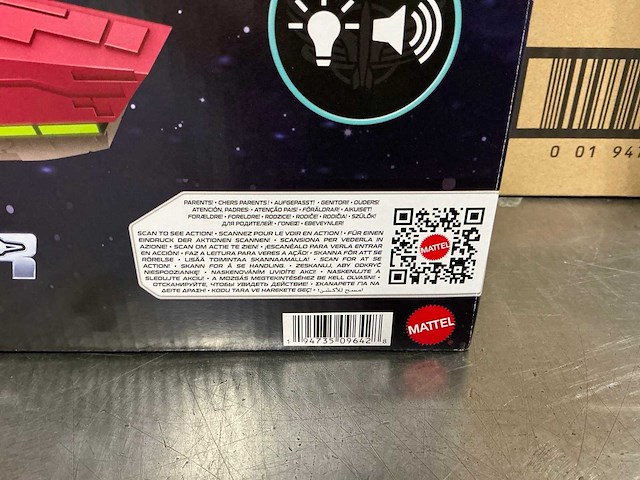 0 01 947
PARENTS! • CHERS PARENTS! • AUFGEPASST! • GENITORI! • OUDERS!
ATENCIÓN, PADRES: • ATENÇÃO PAIS! • FÖRÄLDRAR! • AIKUISET!
FORÆLDRE! • FORELDRE! • RODZICE! • RODIČE! • RODIČIA! • SZÜLŐK!
ДЛЯ РОДИТЕЛЕЙ! • ΓΟΝΕΙΣ! • EBEVEYNLER!
SCAN TO SEE ACTION! • SCANNEZ POUR LE VOIR EN ACTION! • FÜR EINEN
EINDRUCK DER AKTIONEN SCANNEN! • SCANSIONA PER VEDERLA IN
AZIONE! • SCAN OM ACTIE TE ZIEN! • ¡ESCANÉALO PARA VERLA ENTRAR
EN ACCIÓN! • FAZ A LEITURA PARA VERES A AÇÃO! • SKANNA FÖR ATT SE
RÖRELSE • LISÄÄ TOIMINTAA SKANNAAMALLA! • SCAN FOR AT SE
ACTION! • SKANN FOR Å SE HANDLING • ZESKANUJ, ABY ODKRYĆ
NIESPODZIANKĘ! • NASKENOVÁNÍM UVIDÍTE AKCI! • NASKENUJTE A
SLEDUJTE AKCIU! • A MOZGÁS MEGTEKINTÉSÉHEZ BE KELL OLVASNI! •
ОТСКАНИРУЙТЕ, ЧТОБЫ УВИДЕТЬ ДЕЙСТВИЕ! • ΣΚΑΝΑΡΕΤΕ ΓΙΑ ΝΑ
ΔΕΙΤΕ ΔΡΑΣΗ! • KODU TARA VE HAREKETE GEÇ! • امسح للأكشن!
MATTEL
1 94735 09642 8
MATTEL